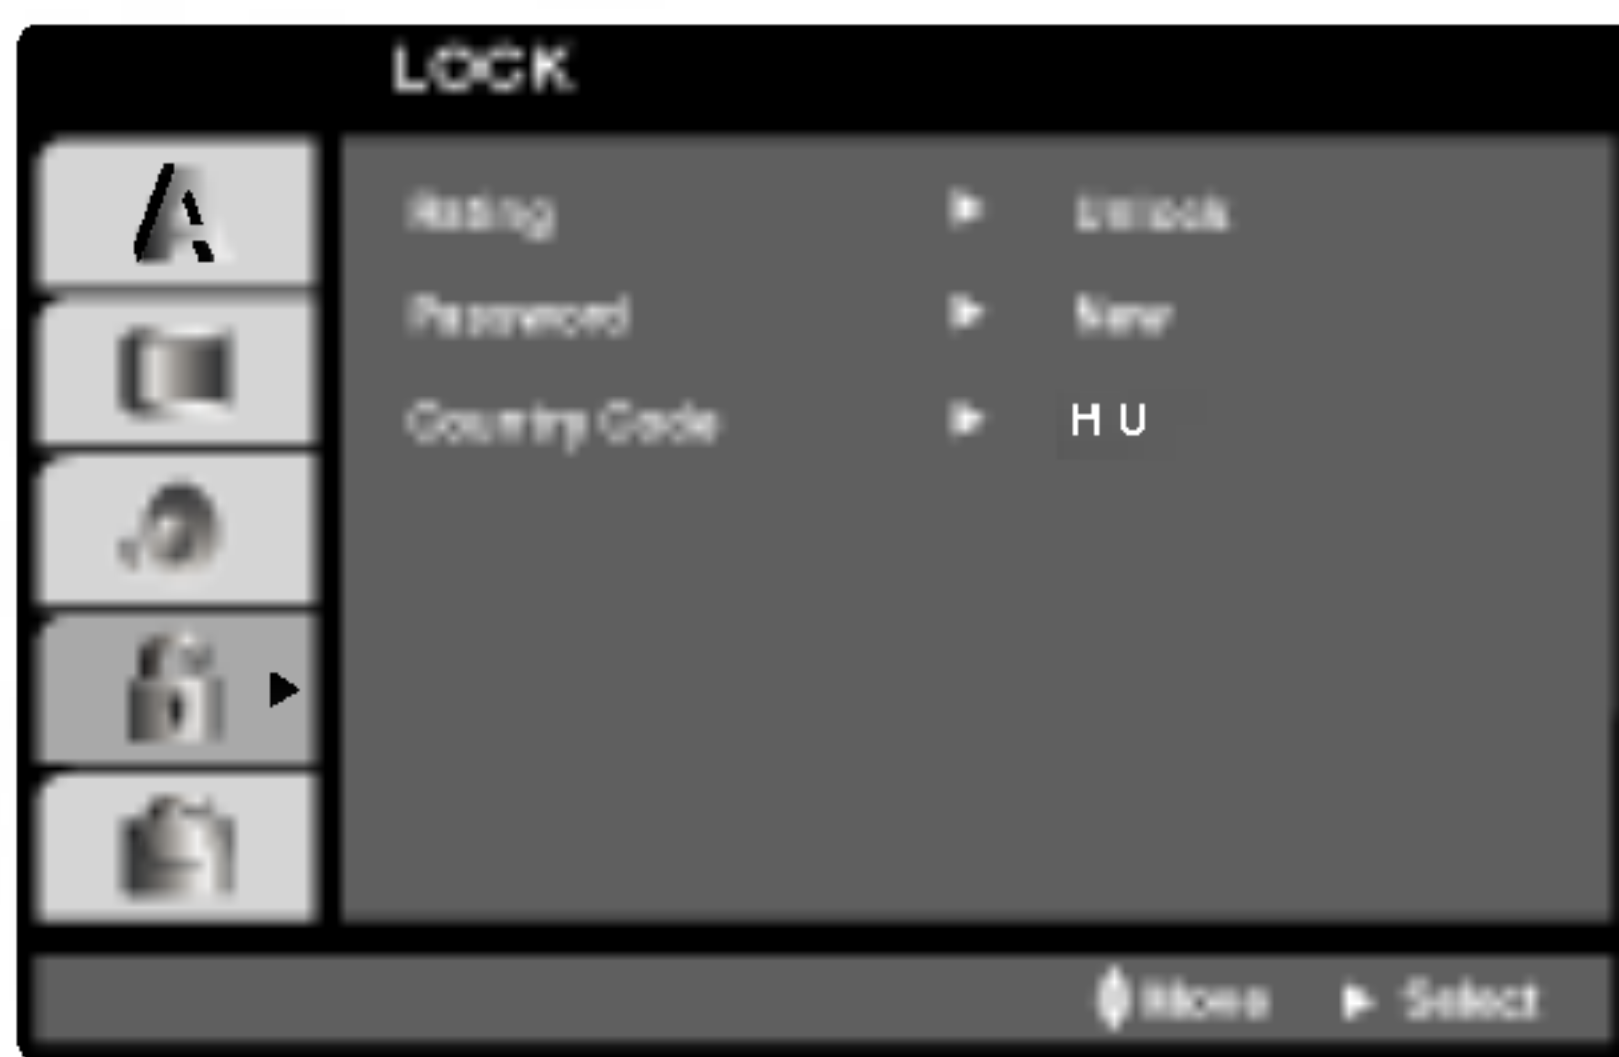 LOCK
Rating Unlock
Password New
Country Code H U
Move Select